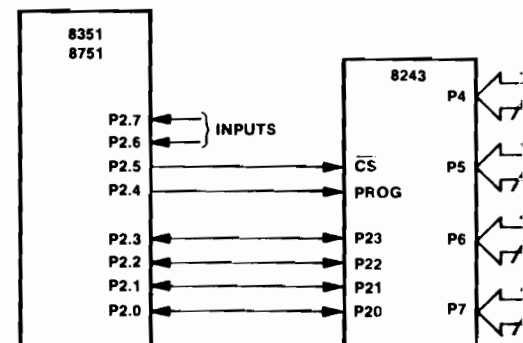 8351
8751
8243
P4
P2.7
P2.6
INPUTS
P2.5
CS
P5
P2.4
PROG
P2.3
P23
P6
P2.2
P22
P2.1
P21
P2.0
P20
P7